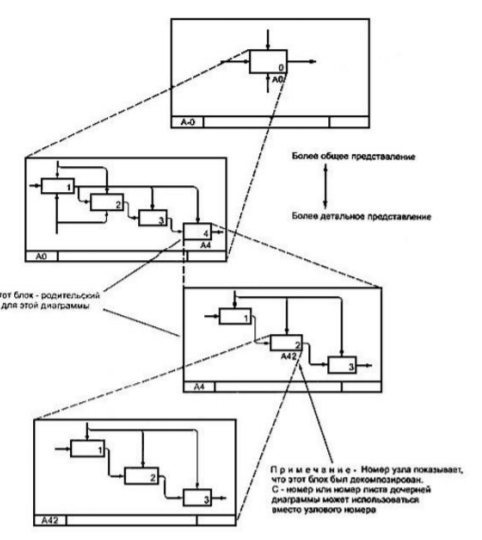 0
A0
A-0
Более общее представление
Более детальное представление
1
2
3
4
A4
A0
тот блок - родительский
для этой диаграммы
1
2
A42
3
A4
1
2
3
A42
П р и м е ч а н и е - Номер узла показывает,
что этот блок был декомпозирован.
С - номер или номер листа дочерней
диаграммы может использоваться
вместо узлового номера